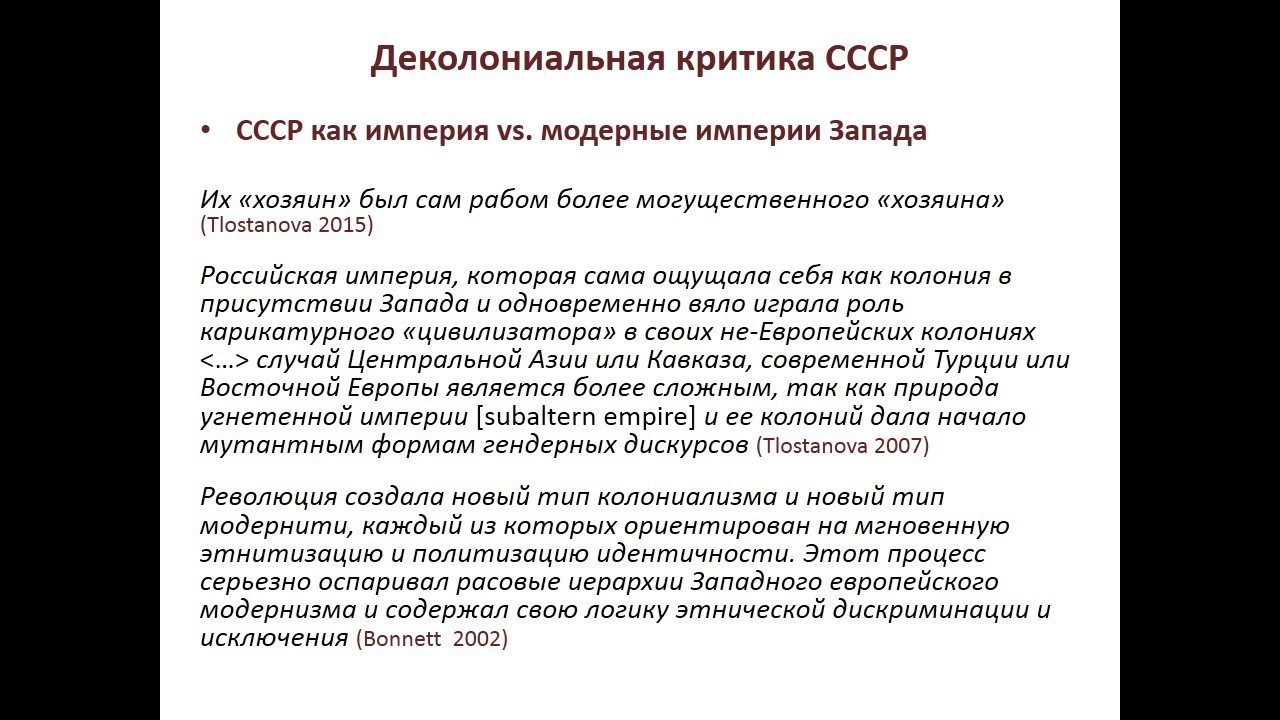 Деколониальная критика СССР
• СССР как империя vs. модерные империи Запада
Их «хозяин» был сам рабом более могущественного «хозяина»
(Tlostanova 2015)
Российская империя, которая сама ощущала себя как колония в
присутствии Запада и одновременно вяло играла роль
карикатурного «цивилизатора» в своих не-Европейских колониях
<…> случай Центральной Азии или Кавказа, современной Турции или
Восточной Европы является более сложным, так как природа
угнетенной империи [subaltern empire] и ее колоний дала начало
мутантным формам гендерных дискурсов (Tlostanova 2007)
Революция создала новый тип колониализма и новый тип
модернити, каждый из которых ориентирован на мгновенную
этнитизацию и политизацию идентичности. Этот процесс
серьезно оспаривал расовые иерархии Западного европейского
модернизма и содержал свою логику этнической дискриминации и
исключения (Bonnett 2002)